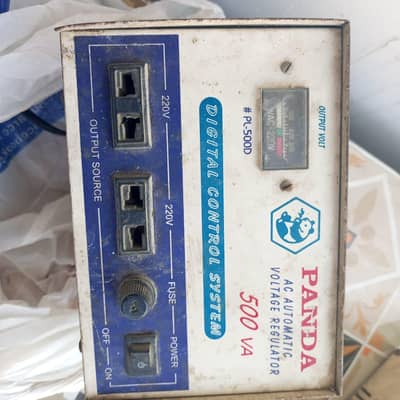 OUTPUT VOLT
# PL-500D
PANDA
AC AUTOMATIC
VOLTAGE REGULATOR
500 VA
DIGITAL CONTROL SYSTEM
220V
220V
FUSE
POWER
OUTPUT SOURCE
OFF
ON